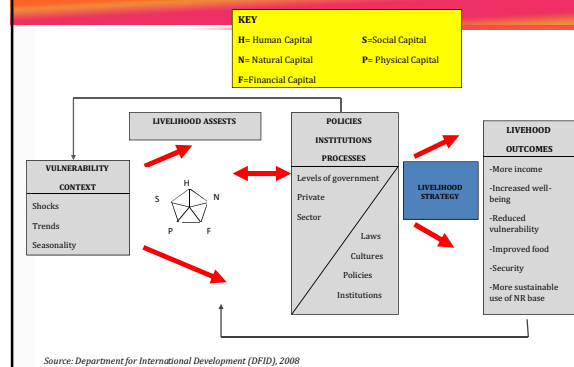 KEY
H= Human Capital S=Social Capital
N= Natural Capital P= Physical Capital
F=Financial Capital
LIVELIHOOD ASSESTS
POLICIES
INSTITUTIONS
PROCESSES
Levels of government
Private
Sector
Laws
Cultures
Policies
Institutions
VULNERABILITY
CONTEXT
Shocks
Trends
Seasonality
H
S N
P F
LIVELIHOOD
STRATEGY
LIVEHOOD
OUTCOMES
-More income
-Increased well-
being
-Reduced
vulnerability
-Improved food
-Security
-More sustainable
use of NR base
Source: Department for International Development (DFID), 2008